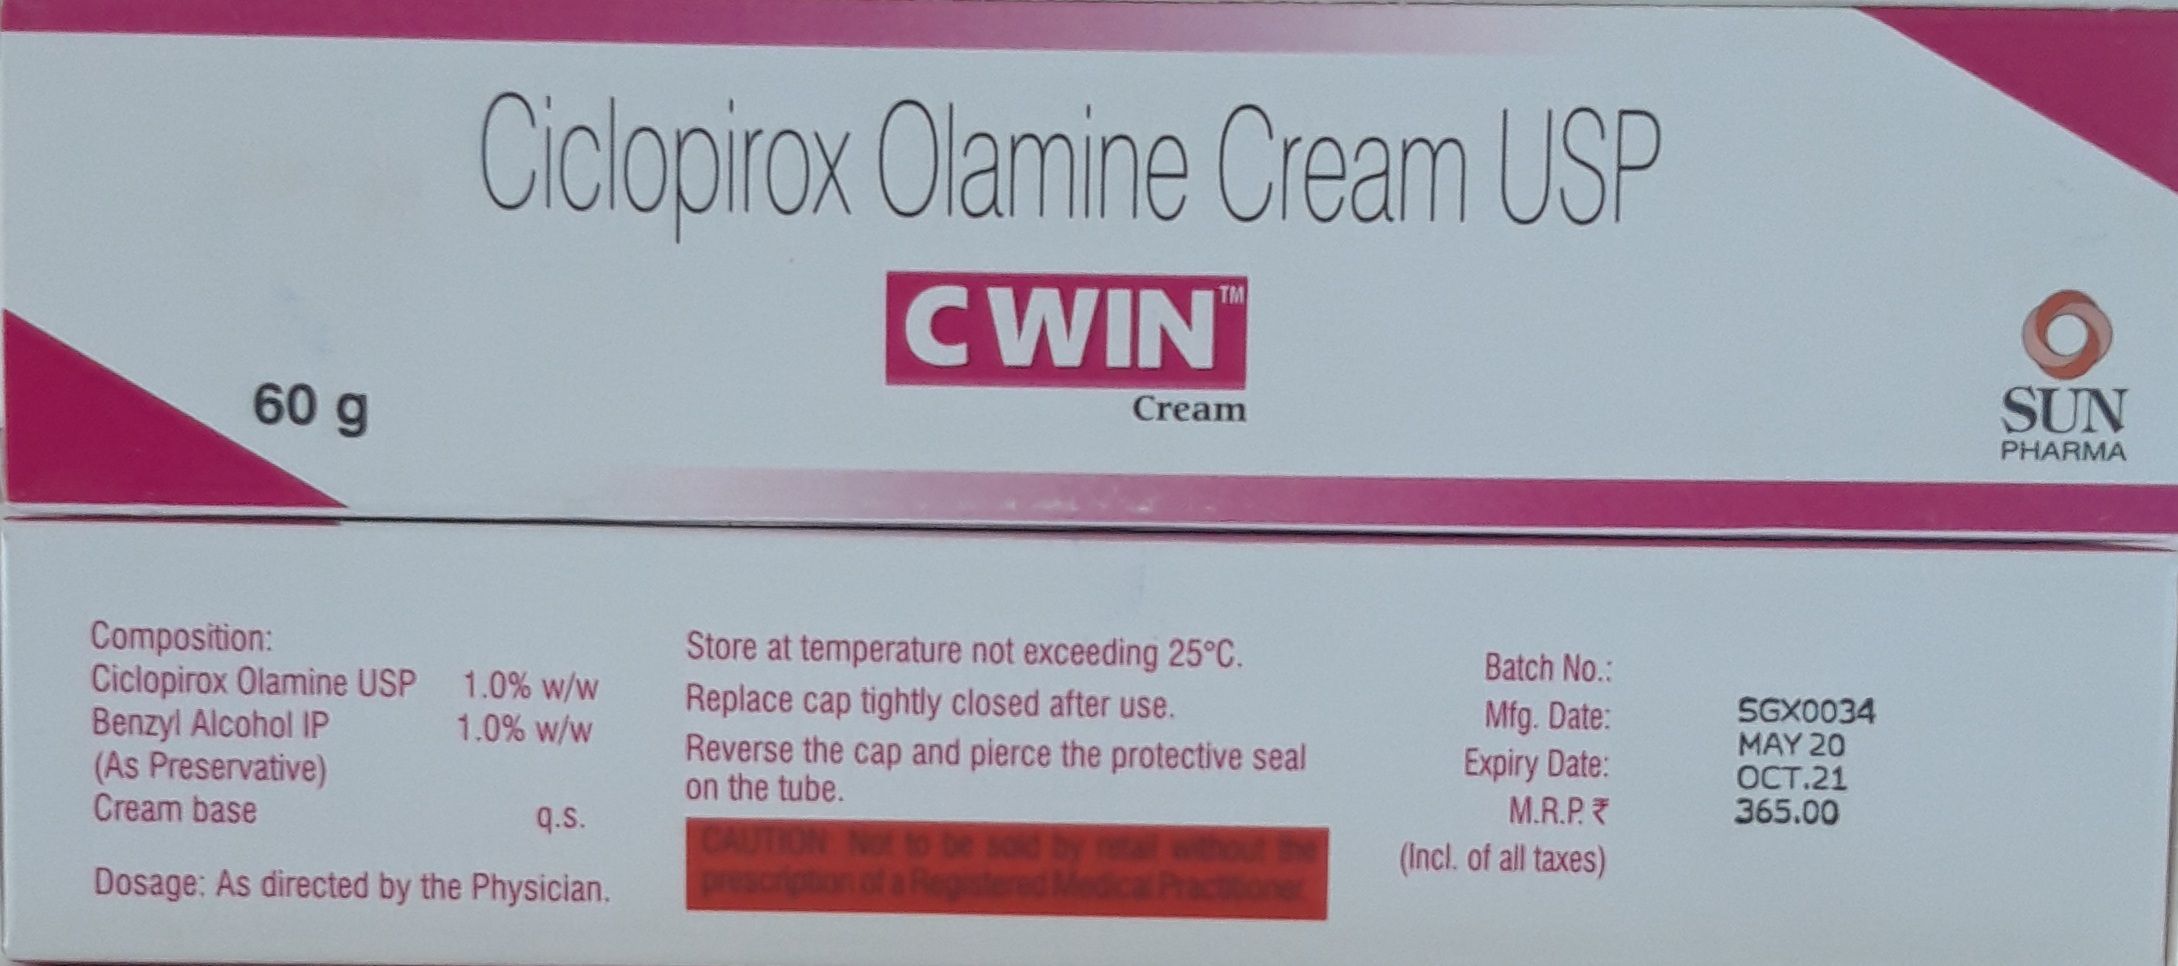 Ciclopirox Olamine Cream USP
C WIN™
Cream
60 g
SUN
PHARMA
Composition:
Ciclopirox Olamine USP 1.0% w/w
Benzyl Alcohol IP 1.0% w/w
(As Preservative)
Cream base q.s.
Dosage: As directed by the Physician.
Store at temperature not exceeding 25°C.
Replace cap tightly closed after use.
Reverse the cap and pierce the protective seal
on the tube.
CAUTION Not to be sold by retail without the
prescription of a Registered Medical Practitioner.
Batch No.:
Mfg. Date:
Expiry Date:
M.R.P. ₹
(Incl. of all taxes)
SGX0034
MAY 20
OCT.21
365.00